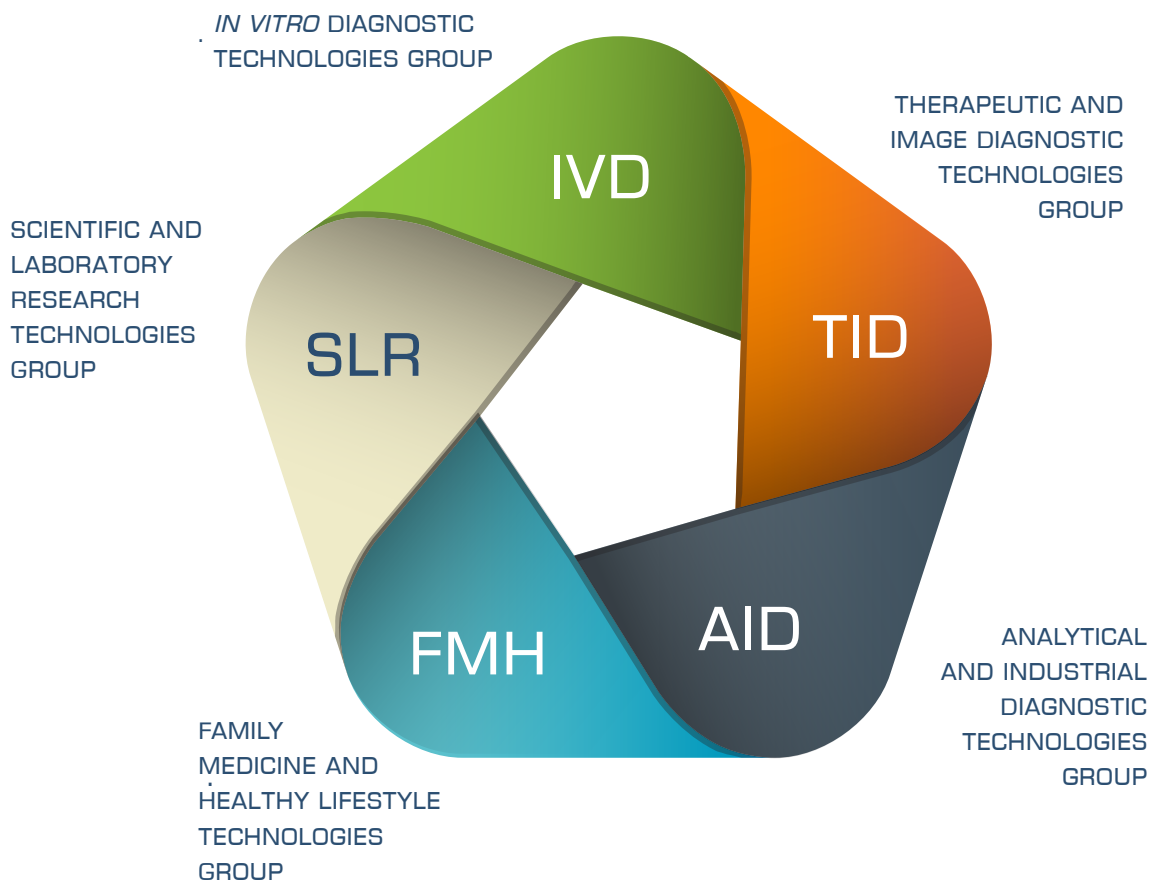 IN VITRO DIAGNOSTIC
TECHNOLOGIES GROUP
IVD
THERAPEUTIC AND
IMAGE DIAGNOSTIC
TECHNOLOGIES
GROUP
TID
SCIENTIFIC AND
LABORATORY
RESEARCH
TECHNOLOGIES
GROUP
SLR
FMH
AID
ANALYTICAL
AND INDUSTRIAL
DIAGNOSTIC
TECHNOLOGIES
GROUP
FAMILY
MEDICINE AND
HEALTHY LIFESTYLE
TECHNOLOGIES
GROUP